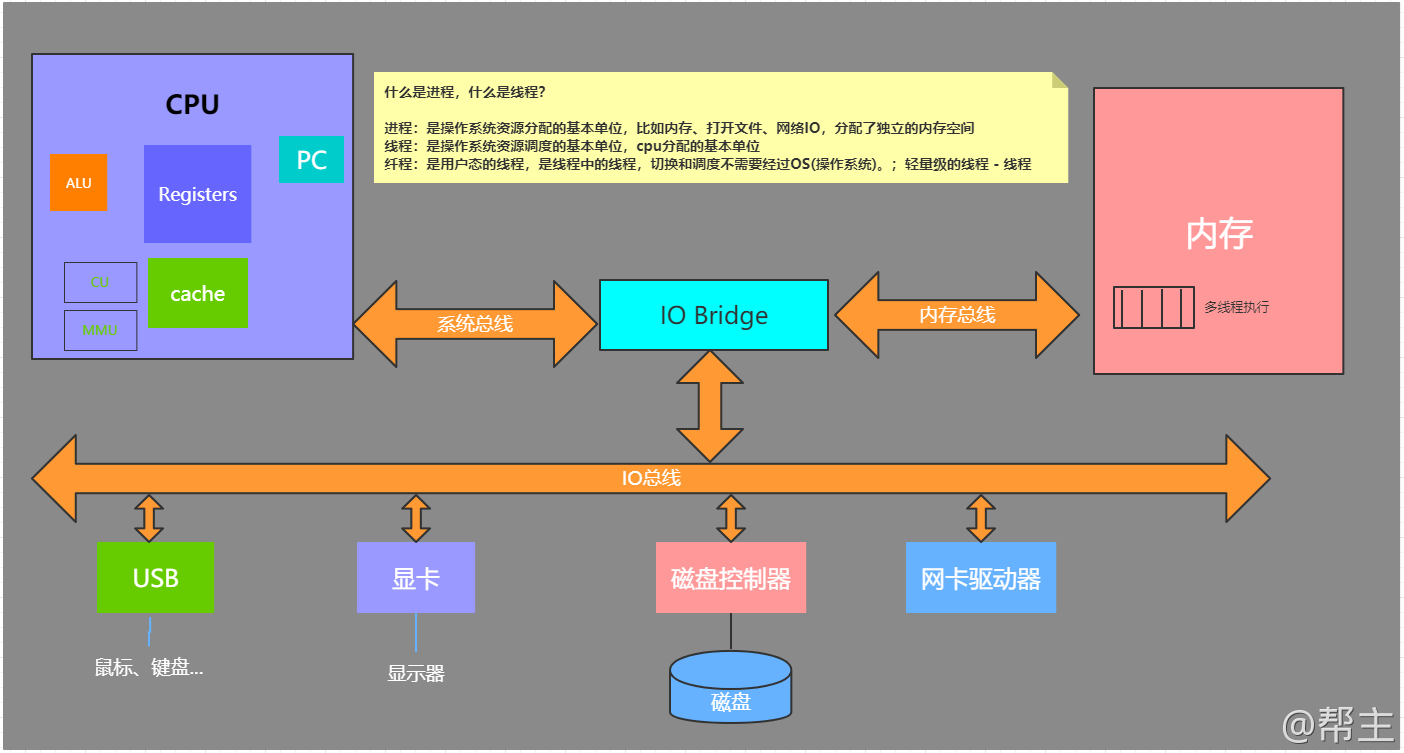 CPU
ALU
Registers
PC
CU
cache
MMU
什么是进程，什么是线程？
进程：是操作系统资源分配的基本单位，比如内存、打开文件、网络IO，分配了独立的内存空间
线程：是操作系统资源调度的基本单位，cpu分配的基本单位
纤程：是用户态的线程，是线程中的线程，切换和调度不需要经过OS(操作系统)。；轻量级的线程 - 线程
内存
多线程执行
系统总线
IO Bridge
内存总线
IO总线
USB
显卡
磁盘控制器
网卡驱动器
鼠标、键盘...
显示器
磁盘
@帮主